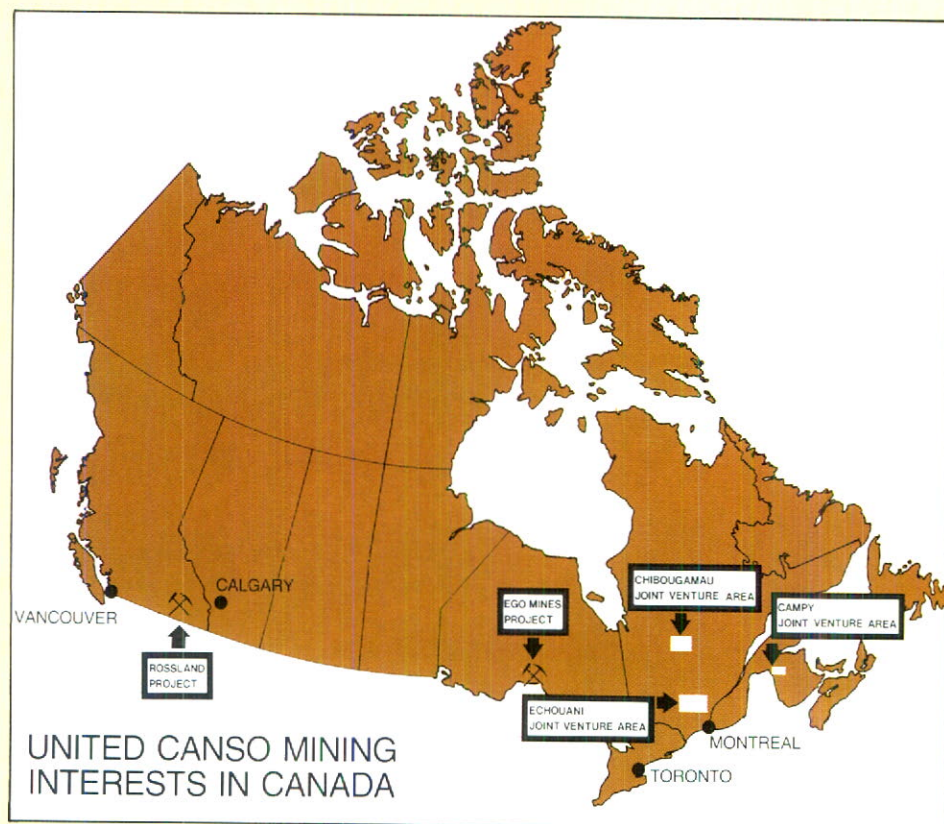 CHIBOUGAMAU
JOINT VENTURE AREA
EGO MINES
PROJECT
CALGARY
CAMPY
JOINT VENTURE AREA
VANCOUVER
ROSSLAND
PROJECT
ECHOUANI
JOINT VENTURE AREA
MONTREAL
TORONTO
UNITED CANSO MINING
INTERESTS IN CANADA